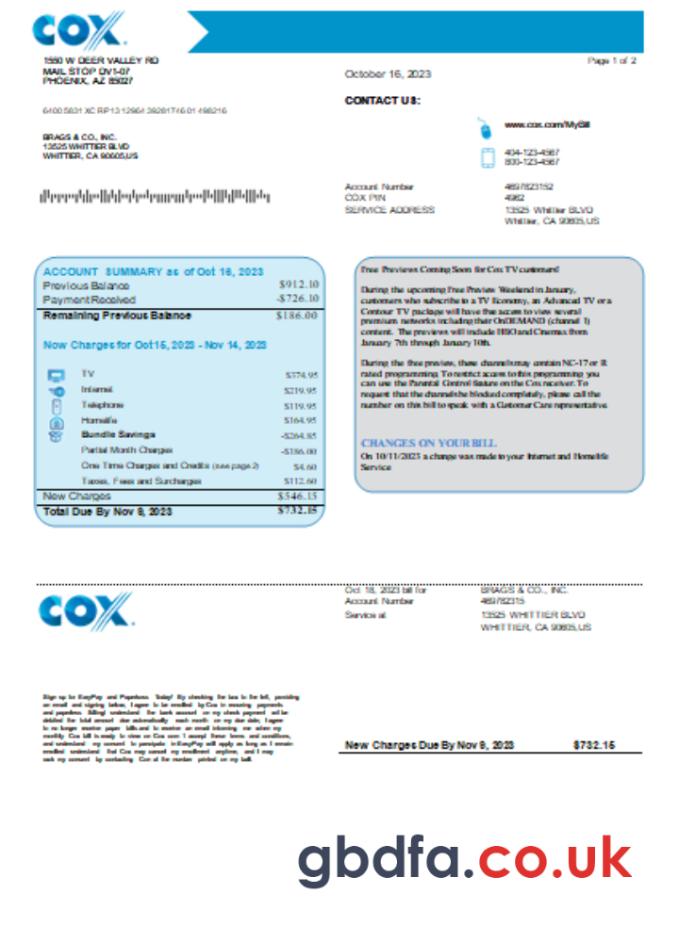 COX
1550 W DEER VALLEY RD
MAIL STOP DV1-07
PHOENIX, AZ 85027
Page 1 of 2
October 16, 2023
CONTACT US:
www.cox.com/MyBill
404-123-4567
800-123-4567
BRAGS & CO., INC.
13525 WHITTIER BLVD
WHITTIER, CA 90605,US
Account Number 4697823152
COX PIN 4962
SERVICE ADDRESS 13525 Whittier BLVD
Whittier, CA 90605,US
ACCOUNT SUMMARY as of Oct 16, 2023
Previous Balance $912.10
Payment Received -$726.10
Remaining Previous Balance $186.00
Now Charges for Oct 15, 2023 - Nov 14, 2023
TV $374.95
Internet $219.95
Telephone $119.95
Homelife $164.95
Bundle Savings -$264.85
Partial Month Charges -$186.00
One Time Charges and Credits (see page 2) $4.60
Taxes, Fees and Surcharges $112.60
New Charges $546.15
Total Due By Nov 9, 2023 $732.15
Free Previews Coming Soon for Cox TV customers!
During the upcoming Free Preview Weekend in January,
customers who subscribe to a TV Economy, an Advanced TV or a
Contour TV package will have the access to view several
premium networks including their OnDEMAND (channel 1)
content. The previews will include HBO and Cinemax from
January 7th through January 10th.
During the free preview, these channels may contain NC-17 or R
rated programming. To restrict access to this programming you
can use the Parental Control feature on the Cox receiver. To
request that the channels be blocked completely, please call the
number on this bill to speak with a Customer Care representative.
CHANGES ON YOUR BILL
On 10/11/2023 a change was made to your Internet and Homelife
Service
COX
Oct 18, 2023 bill for BRAGS & CO., INC.
Account Number 469782315
Service at 13525 WHITTIER BLVD
WHITTIER, CA 90605,US
Sign up for EasyPay and Paperless Today! By checking the box to the left, providing
an email and signing below, I agree to be enrolled by Cox in recurring payments
and paperless billing I understand the bank account on my check payment will be
debited the total amount due automatically each month on my due date, I agree
to no longer receive paper bills and to receive an email informing me when my
monthly Cox bill is ready to view on Cox.com I accept these terms and conditions,
and understand my consent to participate in EasyPay will apply as long as I remain
enrolled understand that Cox may cancel my enrollment anytime, and I may
my consent by contacting Cox at the number printed on my bill.
New Charges Due By Nov 9, 2023 $732.15
gbdfa.co.uk